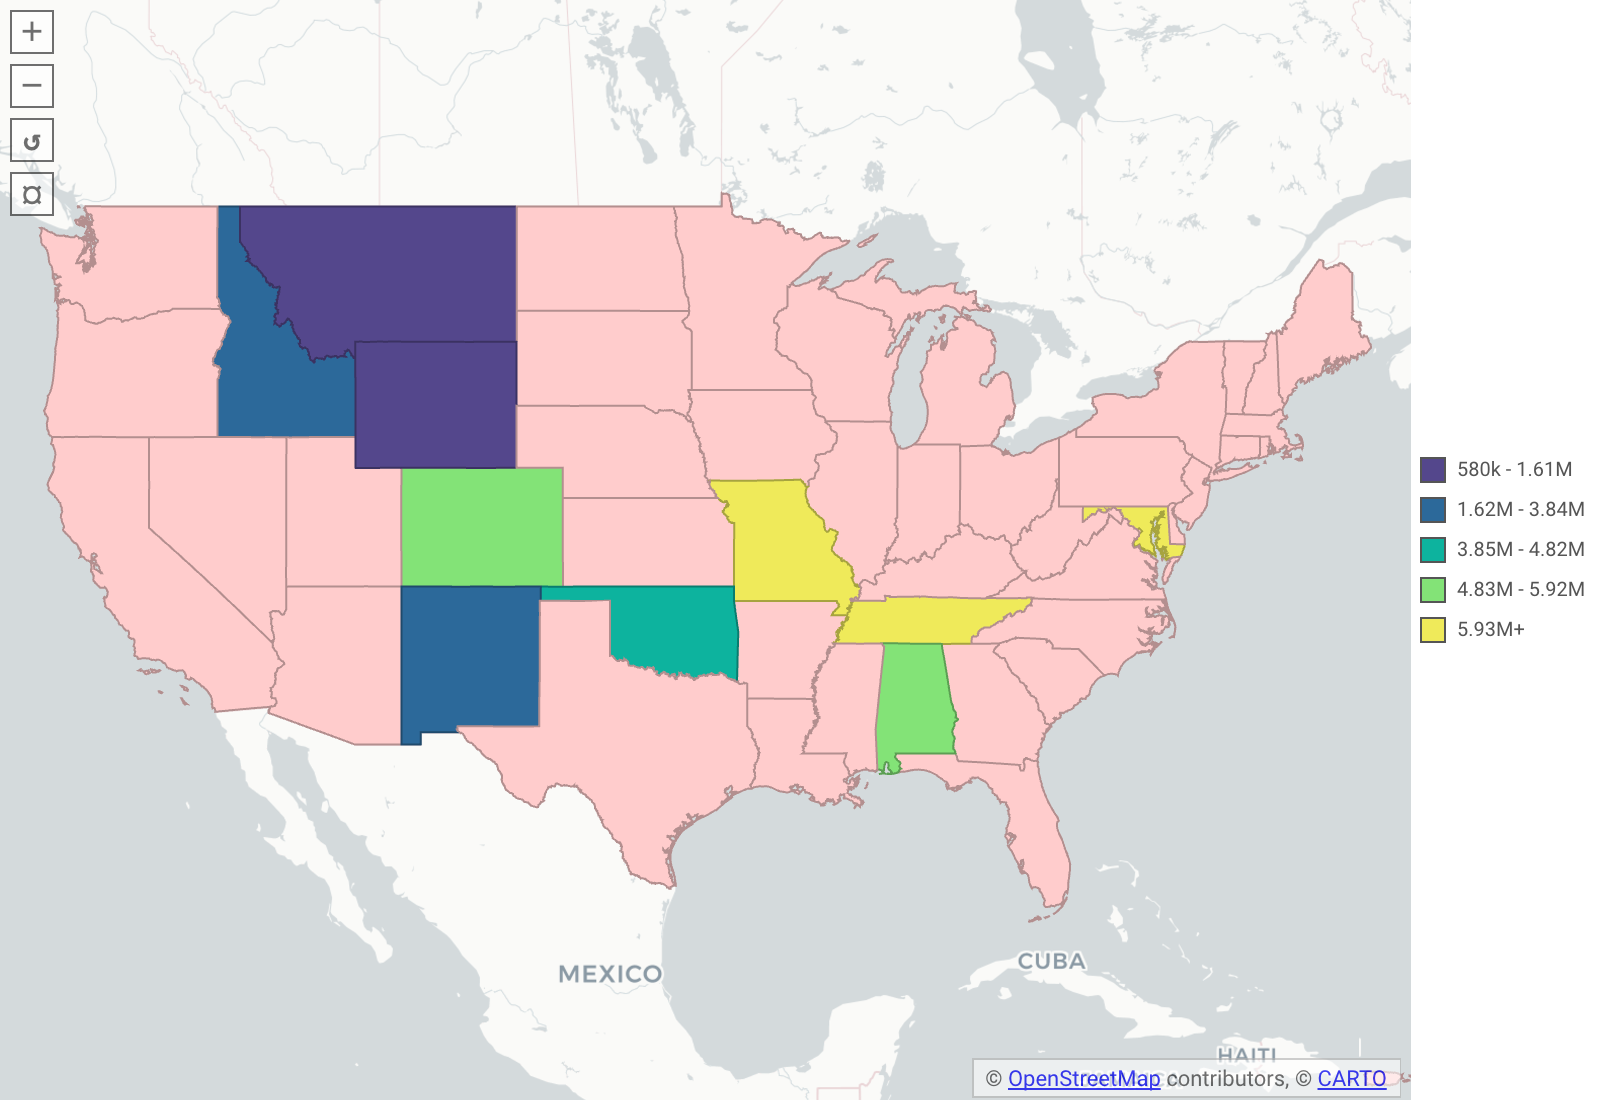 +
−
↺
¤
580k - 1.61M
1.62M - 3.84M
3.85M - 4.82M
4.83M - 5.92M
5.93M+
MEXICO
CUBA
HAITI
© OpenStreetMap contributors, © CARTO